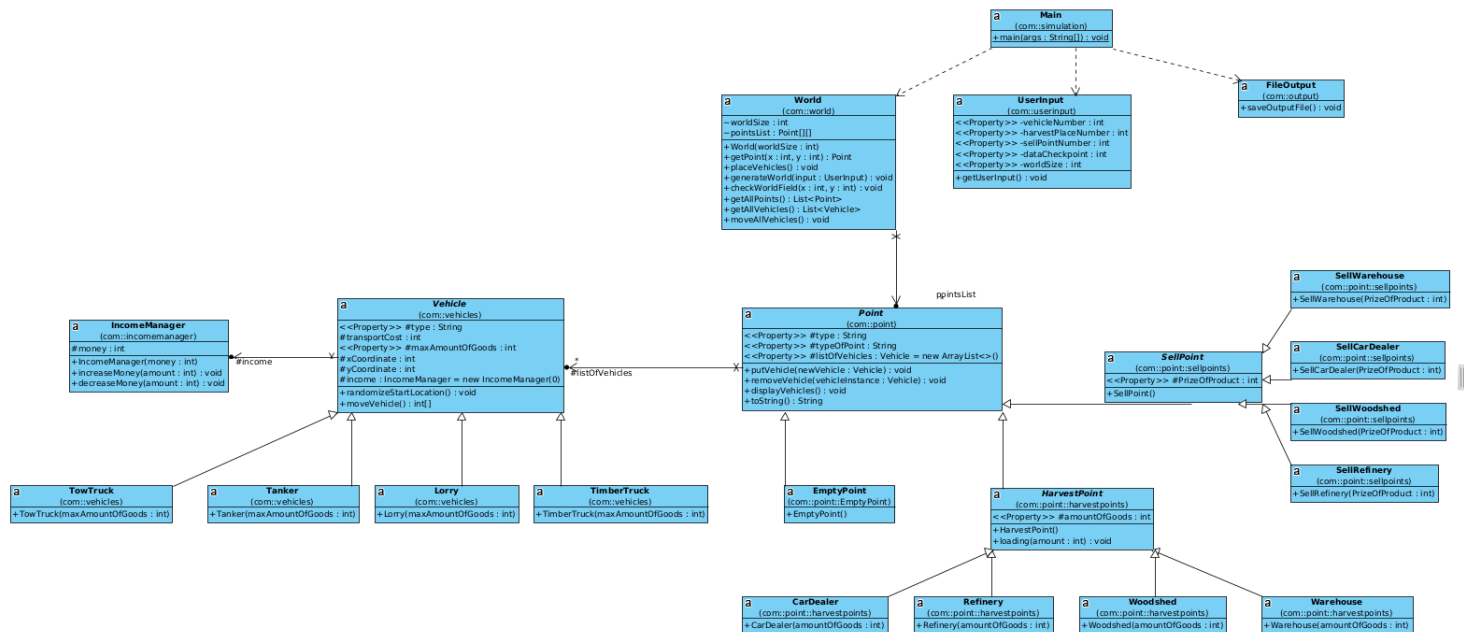 a Main
(com::simulation)
+main(args : String[]) : void
a World
(com::world)
~worldSize : int
~pointsList : Point[][]
+World(worldSize : int)
+getPoint(x : int, y : int) : Point
+placeVehicles() : void
+generateWorld(input : UserInput) : void
+checkWorldField(x : int, y : int) : void
+getAllPoints() : List<Point>
+getAllVehicles() : List<Vehicle>
+moveAllVehicles() : void
a UserInput
(com::userinput)
<<Property>> -vehicleNumber : int
<<Property>> -harvestPlaceNumber : int
<<Property>> -sellPointNumber : int
<<Property>> -dataCheckpoint : int
<<Property>> -worldSize : int
+getUserInput() : void
a FileOutput
(com::output)
+saveOutputFile() : void
a IncomeManager
(com::incomemanager)
#money : int
+IncomeManager(money : int)
+increaseMoney(amount : int) : void
+decreaseMoney(amount : int) : void
#income
a Vehicle
(com::vehicles)
<<Property>> #type : String
#transportCost : int
<<Property>> #maxAmountOfGoods : int
#xCoordinate : int
#yCoordinate : int
#income : IncomeManager = new IncomeManager(0)
+randomizeStartLocation() : void
+moveVehicle() : int[]
*
#listOfVehicles
pointsList
a Point
(com::point)
<<Property>> #type : String
<<Property>> #typeOfPoint : String
<<Property>> #listOfVehicles : Vehicle = new ArrayList<>()
+putVehicle(newVehicle : Vehicle) : void
+removeVehicle(vehicleInstance : Vehicle) : void
+displayVehicles() : void
+toString() : String
a SellPoint
(com::point::sellpoints)
<<Property>> #PrizeOfProduct : int
+SellPoint()
a SellWarehouse
(com::point::sellpoints)
+SellWarehouse(PrizeOfProduct : int)
a SellCarDealer
(com::point::sellpoints)
+SellCarDealer(PrizeOfProduct : int)
a SellWoodshed
(com::point::sellpoints)
+SellWoodshed(PrizeOfProduct : int)
a SellRefinery
(com::point::sellpoints)
+SellRefinery(PrizeOfProduct : int)
a TowTruck
(com::vehicles)
+TowTruck(maxAmountOfGoods : int)
a Tanker
(com::vehicles)
+Tanker(maxAmountOfGoods : int)
a Lorry
(com::vehicles)
+Lorry(maxAmountOfGoods : int)
a TimberTruck
(com::vehicles)
+TimberTruck(maxAmountOfGoods : int)
a EmptyPoint
(com::point::EmptyPoint)
+EmptyPoint()
a HarvestPoint
(com::point::harvestpoints)
<<Property>> #amountOfGoods : int
+HarvestPoint()
+loading(amount : int) : void
a CarDealer
(com::point::harvestpoints)
+CarDealer(amountOfGoods : int)
a Refinery
(com::point::harvestpoints)
+Refinery(amountOfGoods : int)
a Woodshed
(com::point::harvestpoints)
+Woodshed(amountOfGoods : int)
a Warehouse
(com::point::harvestpoints)
+Warehouse(amountOfGoods : int)